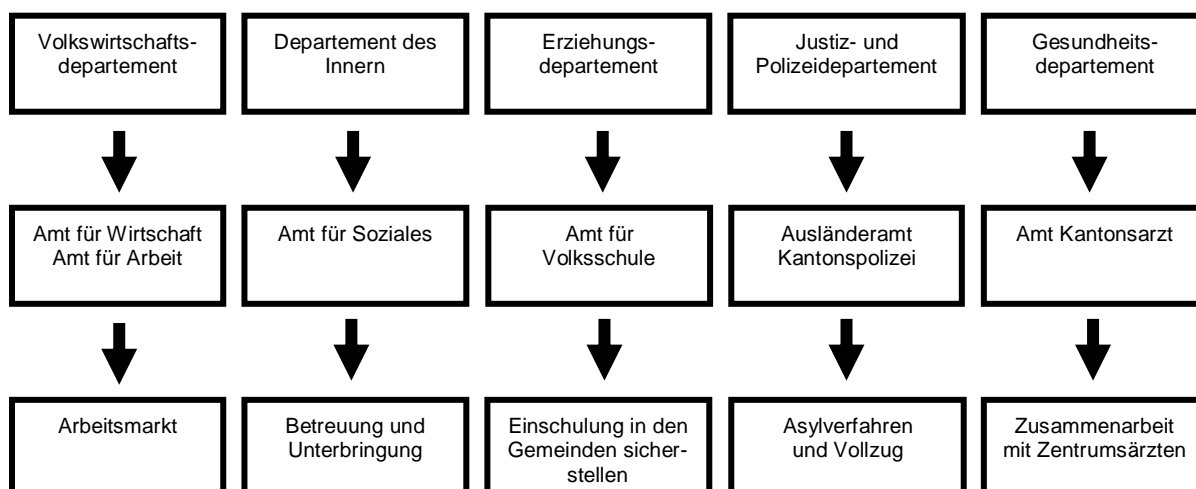 Volkswirtschafts-
departement
Departement des
Innern
Erziehungs-
departement
Justiz- und
Polizeidepartement
Gesundheits-
departement
Amt für Wirtschaft
Amt für Arbeit
Amt für Soziales
Amt für
Volksschule
Ausländeramt
Kantonspolizei
Amt Kantonsarzt
Arbeitsmarkt
Betreuung und
Unterbringung
Einschulung in den
Gemeinden sicher-
stellen
Asylverfahren
und Vollzug
Zusammenarbeit
mit Zentrumsärzten